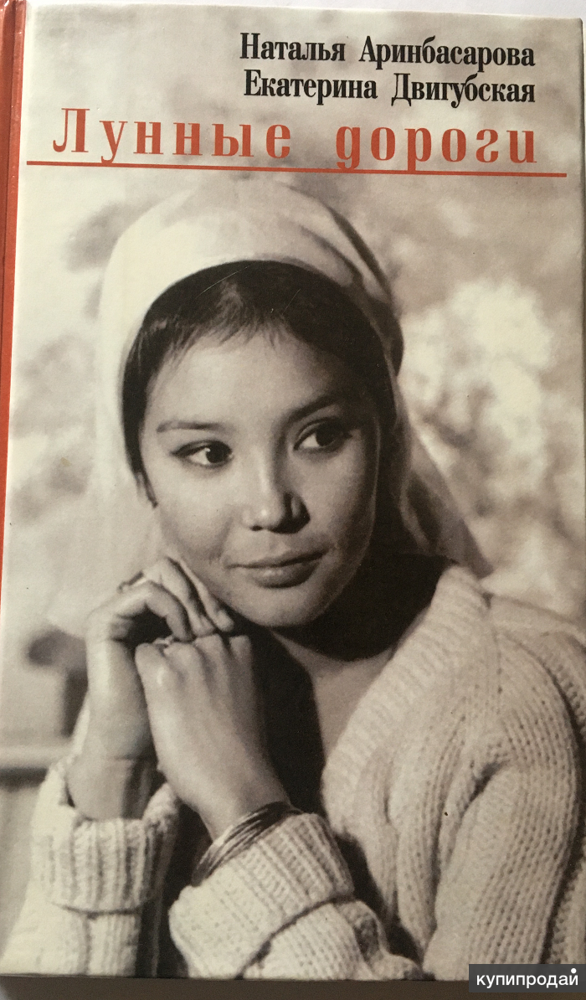 Наталья Аринбасарова
Екатерина Двигубская
Лунные дороги
купипродай